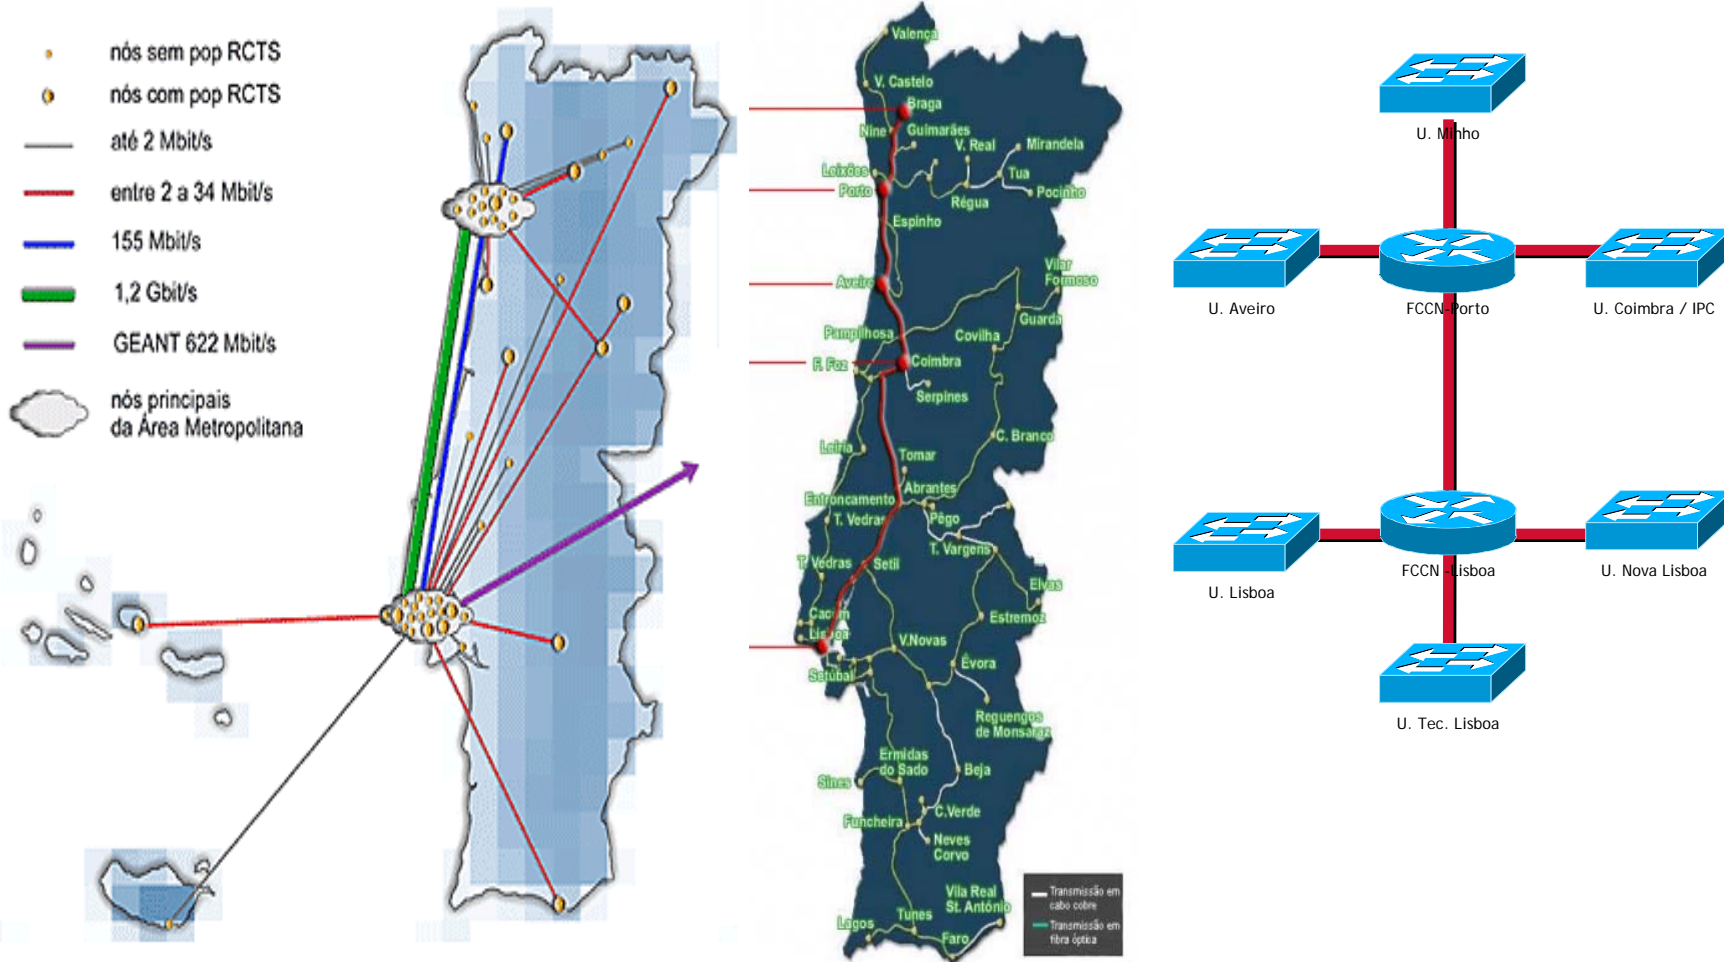 nós sem pop RCTS
nós com pop RCTS
até 2 Mbit/s
entre 2 a 34 Mbit/s
155 Mbit/s
1,2 Gbit/s
GEANT 622 Mbit/s
nós principais
da Área Metropolitana
Valença
V. Castelo
Braga
Nine
Guimarães
V. Real
Mirandela
Leixões
Tua
Porto
Pocinho
Régua
Espinho
Vilar
Formoso
Aveiro
Guarda
Pampilhosa
Covilha
F. Foz
Coimbra
Serpines
C. Branco
Leiria
Tomar
Abrantes
Entroncamento
Pêgo
T. Vedras
T. Vargens
T. Vedras
Setil
Elvas
Cacém
Estremoz
Lisboa
V.Novas
Évora
Setúbal
Reguengos
de Monsaraz
Ermidas
do Sado
Beja
Sines
C.Verde
Funcheira
Neves
Corvo
Vila Real
St. António
Lagos
Tunes
Faro
Transmissão em
cabo cobre
Transmissão em
fibra óptica
U. Minho
U. Aveiro
FCCN-Porto
U. Coimbra / IPC
FCCN -Lisboa
U. Nova Lisboa
U. Lisboa
U. Tec. Lisboa